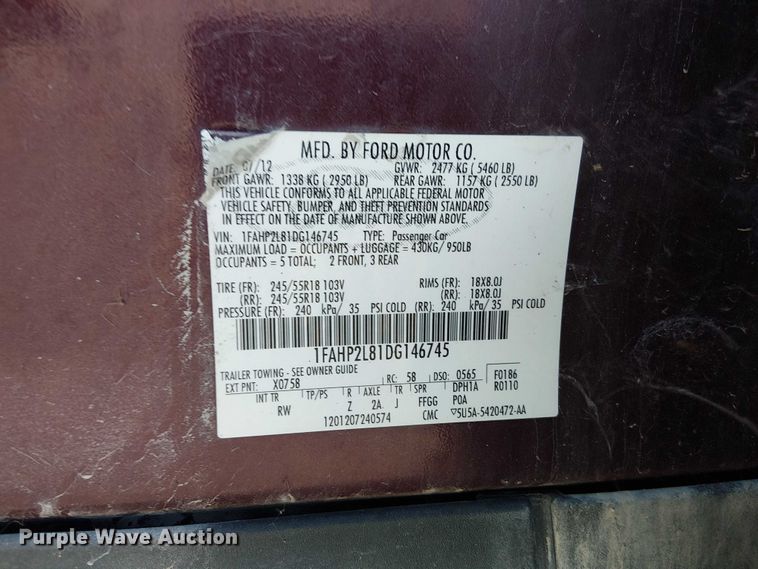 MFD. BY FORD MOTOR CO.
DATE: 07/12 GVWR: 2477 KG ( 5460 LB)
FRONT GAWR: 1338 KG ( 2950 LB) REAR GAWR: 1157 KG ( 2550 LB)
THIS VEHICLE CONFORMS TO ALL APPLICABLE FEDERAL MOTOR
VEHICLE SAFETY, BUMPER, AND THEFT PREVENTION STANDARDS
IN EFFECT ON THE DATE OF MANUFACTURE SHOWN ABOVE.
VIN: 1FAHP2L81DG146745 TYPE: Passenger Car
MAXIMUM LOAD = OCCUPANTS + LUGGAGE = 430KG/ 950LB
OCCUPANTS = 5 TOTAL; 2 FRONT, 3 REAR
TIRE (FR): 245/55R18 103V RIMS (FR): 18X8.0J
(RR): 245/55R18 103V (RR): 18X8.0J
PRESSURE (FR): 240 kPa/ 35 PSI COLD (RR): 240 kPa/ 35 PSI COLD
1FAHP2L81DG146745
TRAILER TOWING - SEE OWNER GUIDE
EXT PNT: X0758 RC: 58 DSO: 0565 F0186
INT TR TP/PS R AXLE TR SPR DPH1A R0110
RW Z 2A J FFGG POA
1201207240574 CMC ▽5U5A-5420472-AA
Purple Wave Auction